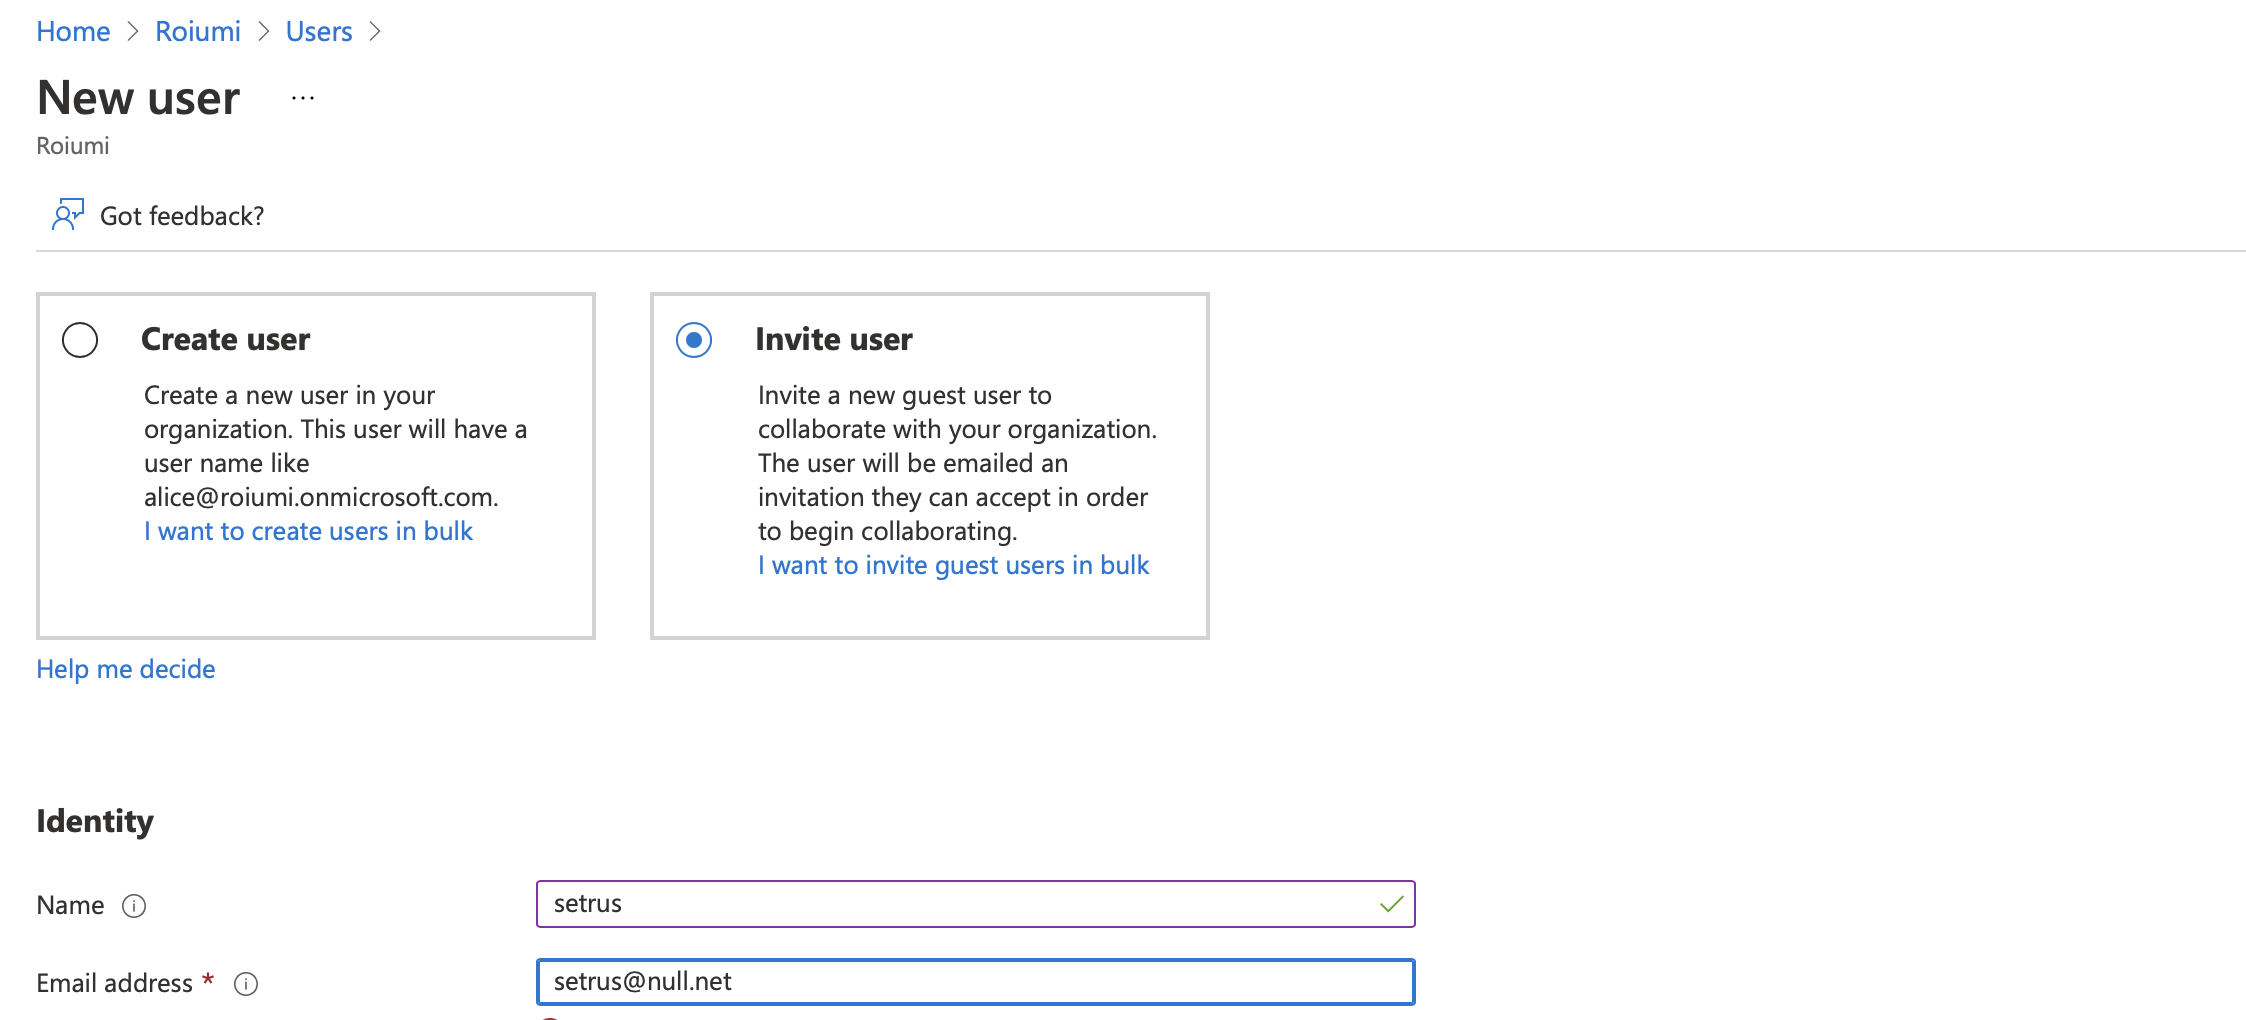 Home > Roiumi > Users >
New user ...
Roiumi
Got feedback?
Create user
Create a new user in your
organization. This user will have a
user name like
alice@roiumi.onmicrosoft.com.
I want to create users in bulk
Invite user
Invite a new guest user to
collaborate with your organization.
The user will be emailed an
invitation they can accept in order
to begin collaborating.
I want to invite guest users in bulk
Help me decide
Identity
Name setrus
Email address * setrus@null.net